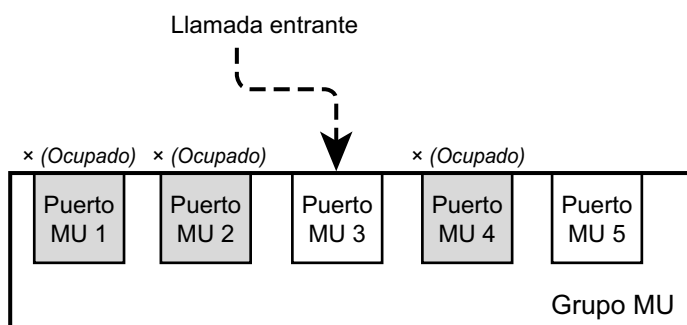 Llamada entrante
× (Ocupado) × (Ocupado) × (Ocupado)
Puerto MU 1
Puerto MU 2
Puerto MU 3
Puerto MU 4
Puerto MU 5
Grupo MU